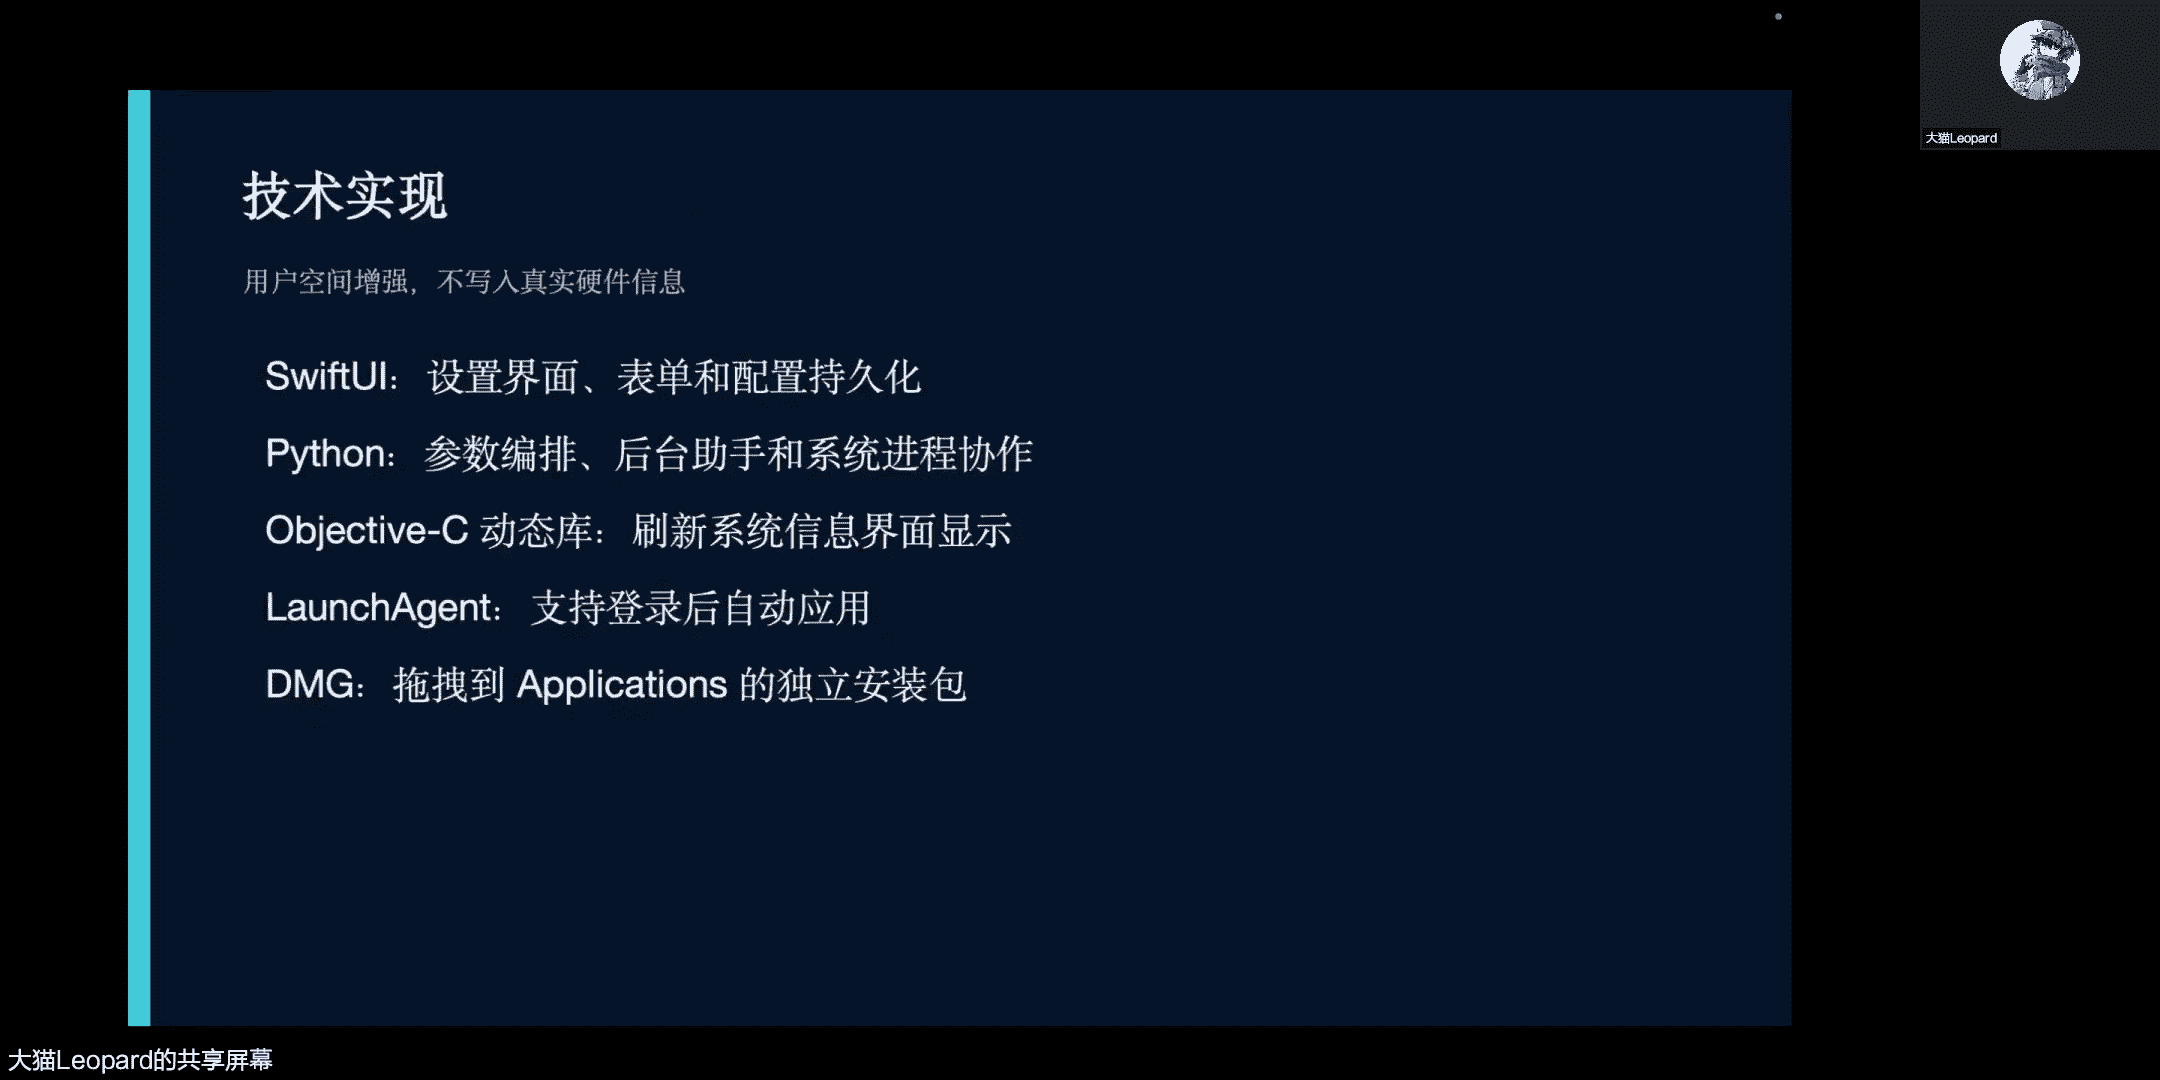 大猫Leopard
技术实现
用户空间增强，不写入真实硬件信息
SwiftUI： 设置界面、表单和配置持久化
Python： 参数编排、后台助手和系统进程协作
Objective-C 动态库： 刷新系统信息界面显示
LaunchAgent： 支持登录后自动应用
DMG： 拖拽到 Applications 的独立安装包
大猫Leopard的共享屏幕